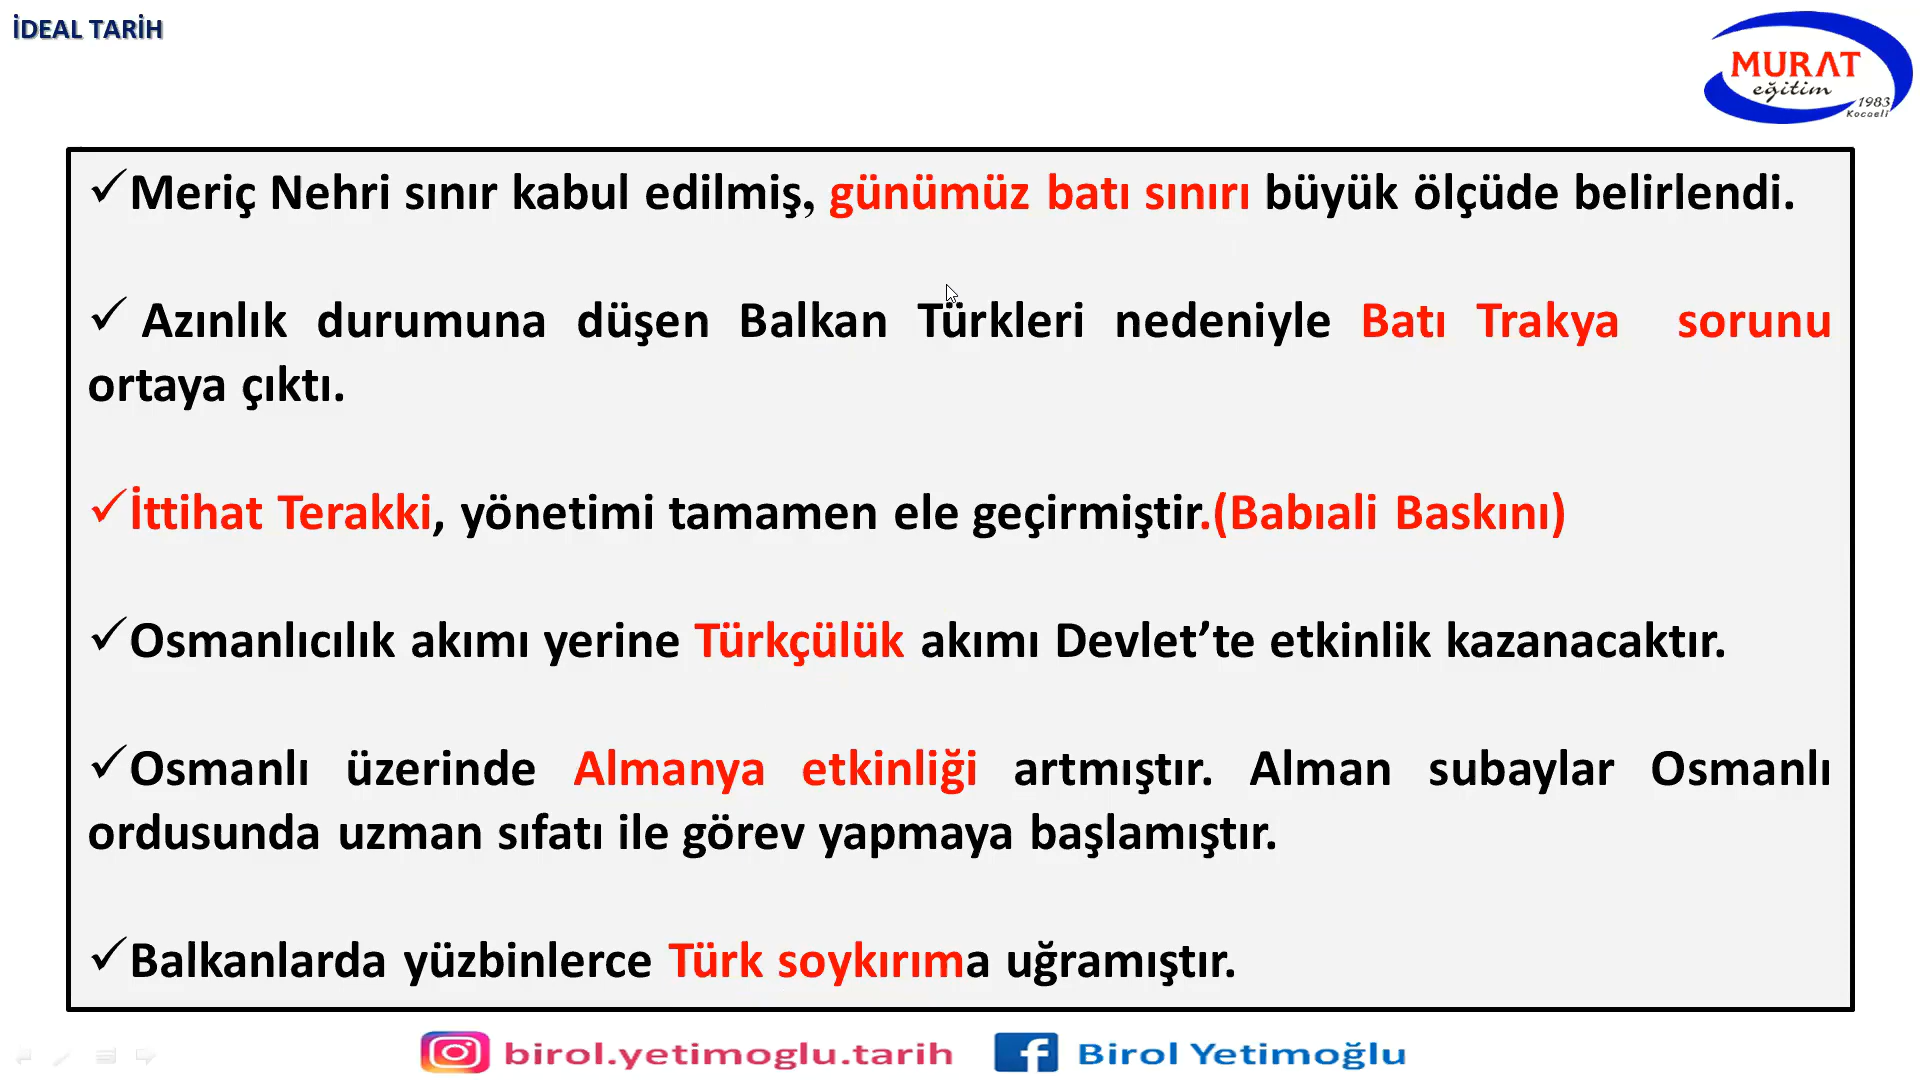 İDEAL TARİH
MURAT
eğitim
1983
Kocaeli
✓Meriç Nehri sınır kabul edilmiş, günümüz batı sınırı büyük ölçüde belirlendi.
✓ Azınlık durumuna düşen Balkan Türkleri nedeniyle Batı Trakya sorunu
ortaya çıktı.
✓İttihat Terakki, yönetimi tamamen ele geçirmiştir.(Babıali Baskını)
✓Osmanlıcılık akımı yerine Türkçülük akımı Devlet’te etkinlik kazanacaktır.
✓Osmanlı üzerinde Almanya etkinliği artmıştır. Alman subaylar Osmanlı
ordusunda uzman sıfatı ile görev yapmaya başlamıştır.
✓Balkanlarda yüzbinlerce Türk soykırıma uğramıştır.
birol.yetimoglu.tarih
Birol Yetimoğlu